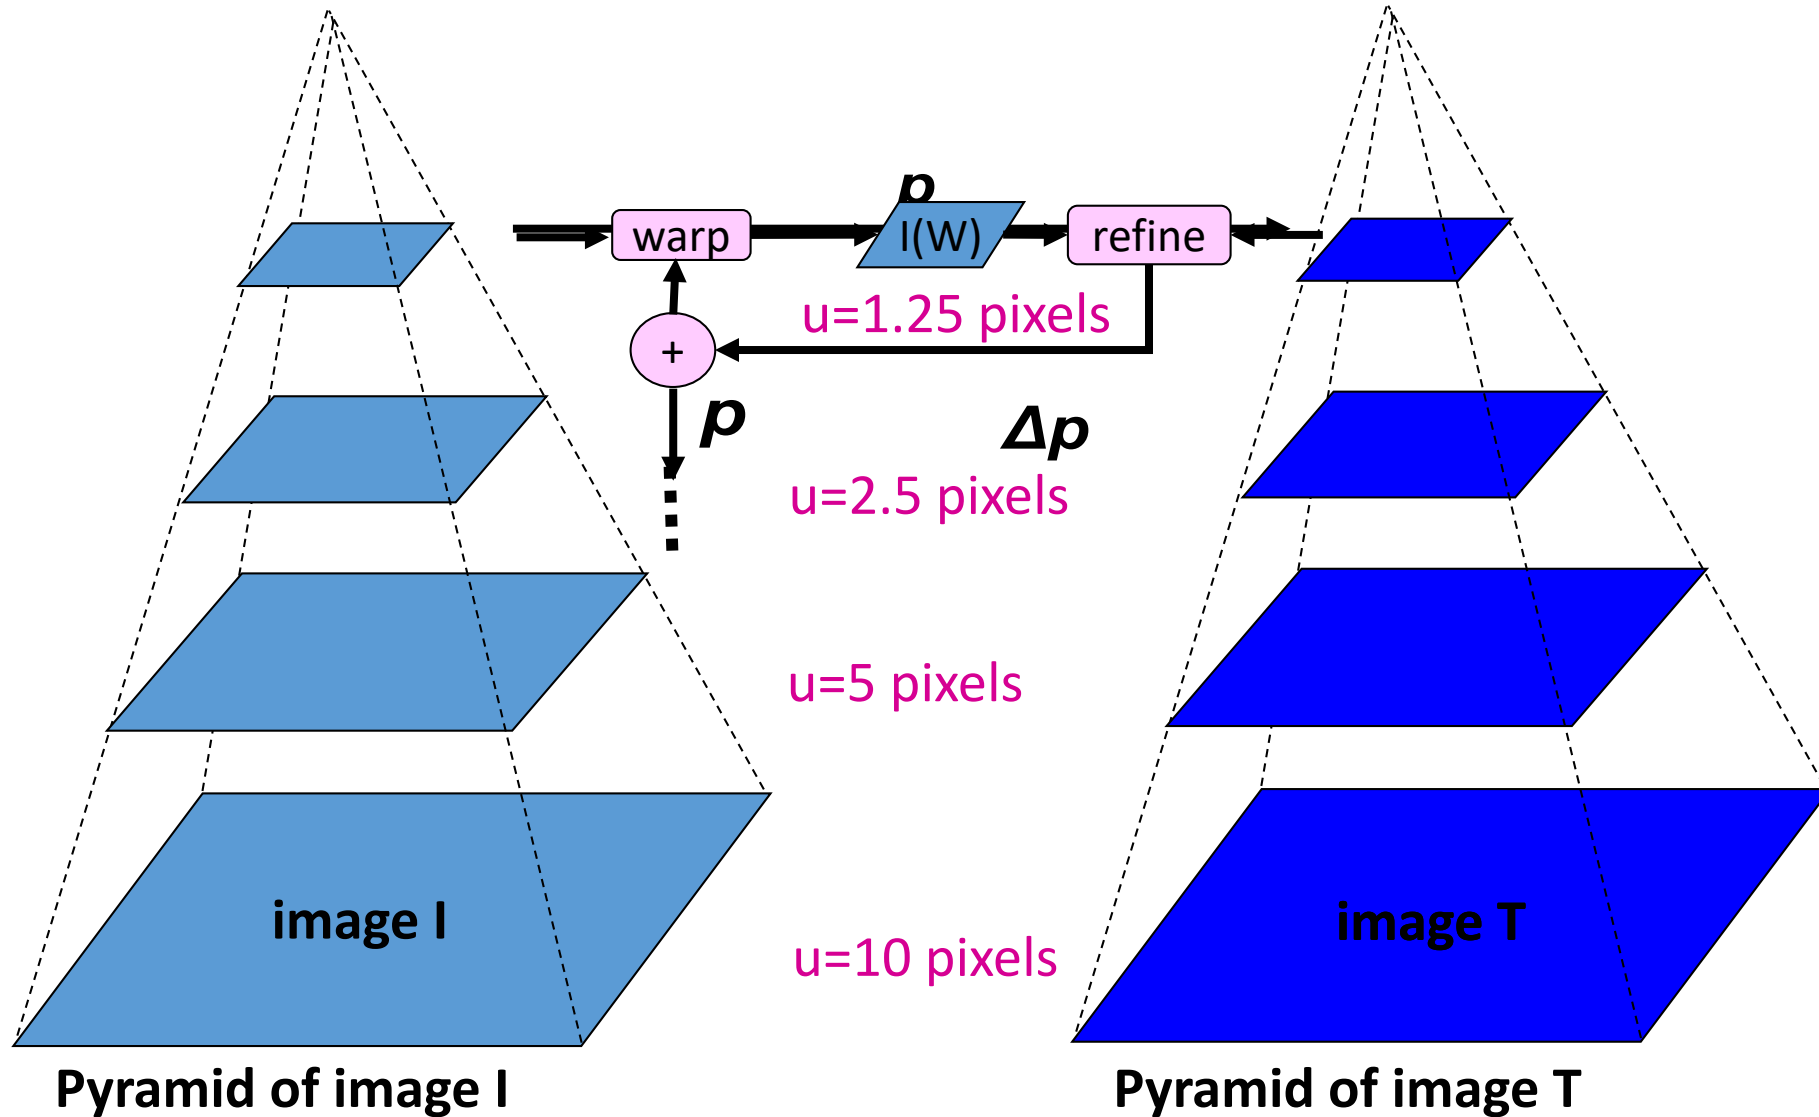 p
warp
I(W)
refine
u=1.25 pixels
+
p
Δp
u=2.5 pixels
u=5 pixels
image I
image T
u=10 pixels
Pyramid of image I
Pyramid of image T